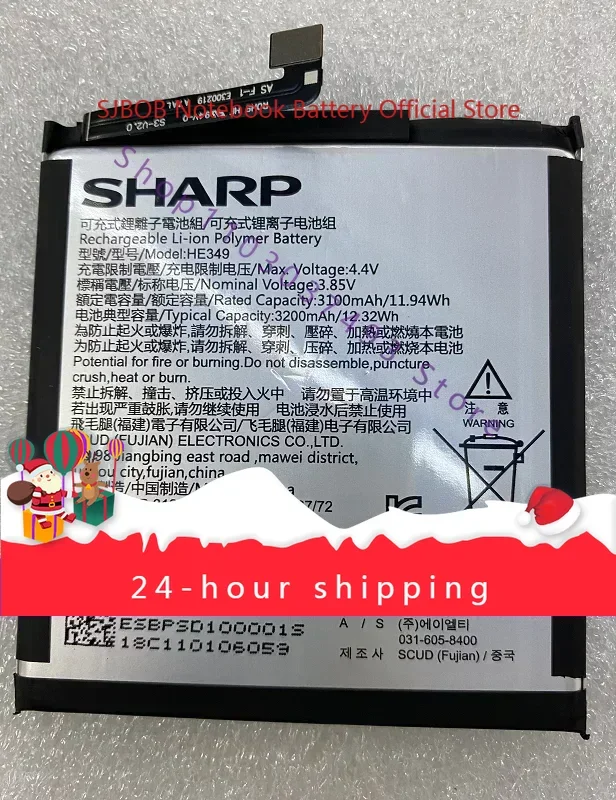 AS F-1 E300219
S3-V2.0
SJBOB Notebook Battery Official Store
SHARP
可充式鋰離子電池組/可充式锂离子电池组
Rechargeable Li-ion Polymer Battery
型號/型号/Model:HE349
充電限制電壓/充电限制电压/Max. Voltage:4.4V
標稱電壓/标称电压/Nominal Voltage:3.85V
額定電容量/额定容量/Rated Capacity:3100mAh/11.94Wh
电池典型容量/Typical Capacity:3200mAh/12.32Wh
為防止起火或爆炸,請勿拆解、穿刺、壓碎、加熱或燃燒本電池
为防止起火或爆炸,请勿拆解、穿刺、压碎、加热或燃烧本电池
Potential for fire or burning.Do not disassemble,puncture,
crush,heat or burn.
禁止拆解、撞击、挤压或投入火中 请勿置于高温环境中
若出现严重鼓胀,请勿继续使用 电池浸水后禁止使用
飛毛腿(福建)電子有限公司/飞毛腿(福建)电子有限公司
SCUD (FUJIAN) ELECTRONICS CO.,LTD.
jiangbing east road ,mawei district,
city,fujian,china
制造/中国制造/
/72
注 意
WARNING
24-hour shipping
ESBPSD100001S
18C110106059
A / S (주)에이엘티
031-605-8400
제 조 사 SCUD (Fujian) / 중국
Store